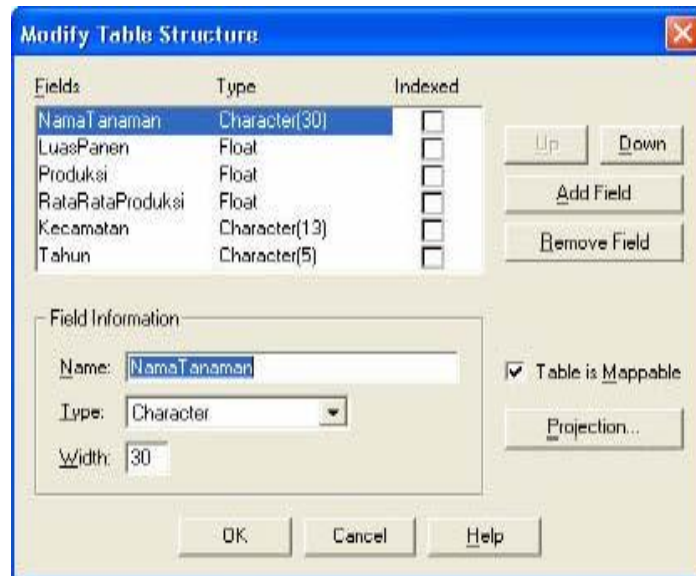 Modify Table Structure
Fields Type Indexed
NamaTanaman Character(30)
LuasPanen Float
Produksi Float
RataRataProduksi Float
Kecamatan Character(13)
Tahun Character(5)
Up Down
Add Field
Remove Field
Field Information
Name: NamaTanaman
Type: Character
Width: 30
Table is Mappable
Projection...
OK Cancel Help